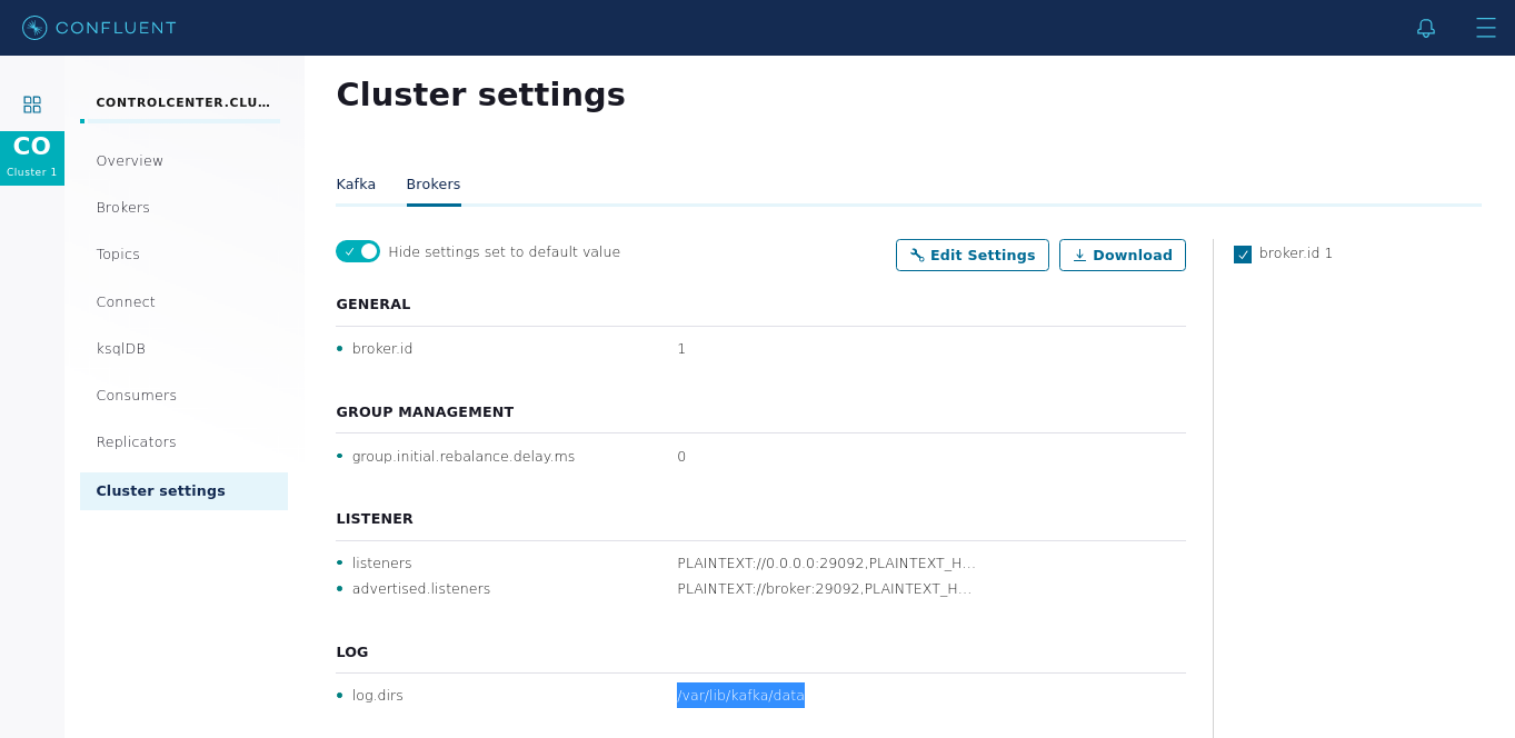 CONFLUENT
CONTROLCENTER.CLU...
CO
Cluster 1
Overview
Brokers
Topics
Connect
ksqlDB
Consumers
Replicators
Cluster settings
Cluster settings
Kafka Brokers
Hide settings set to default value
Edit Settings
Download
broker.id 1
GENERAL
broker.id 1
GROUP MANAGEMENT
group.initial.rebalance.delay.ms 0
LISTENER
listeners PLAINTEXT://0.0.0.0:29092,PLAINTEXT_H...
advertised.listeners PLAINTEXT://broker:29092,PLAINTEXT_H...
LOG
log.dirs /var/lib/kafka/data